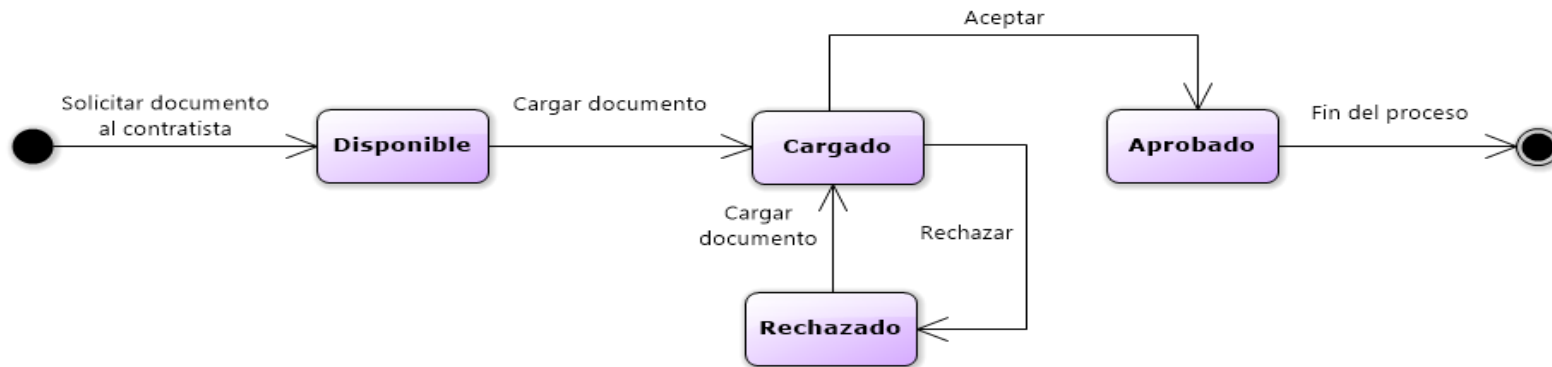 Aceptar
Solicitar documento
al contratista
Cargar documento
Fin del proceso
Disponible
Cargado
Aprobado
Cargar
documento
Rechazar
Rechazado